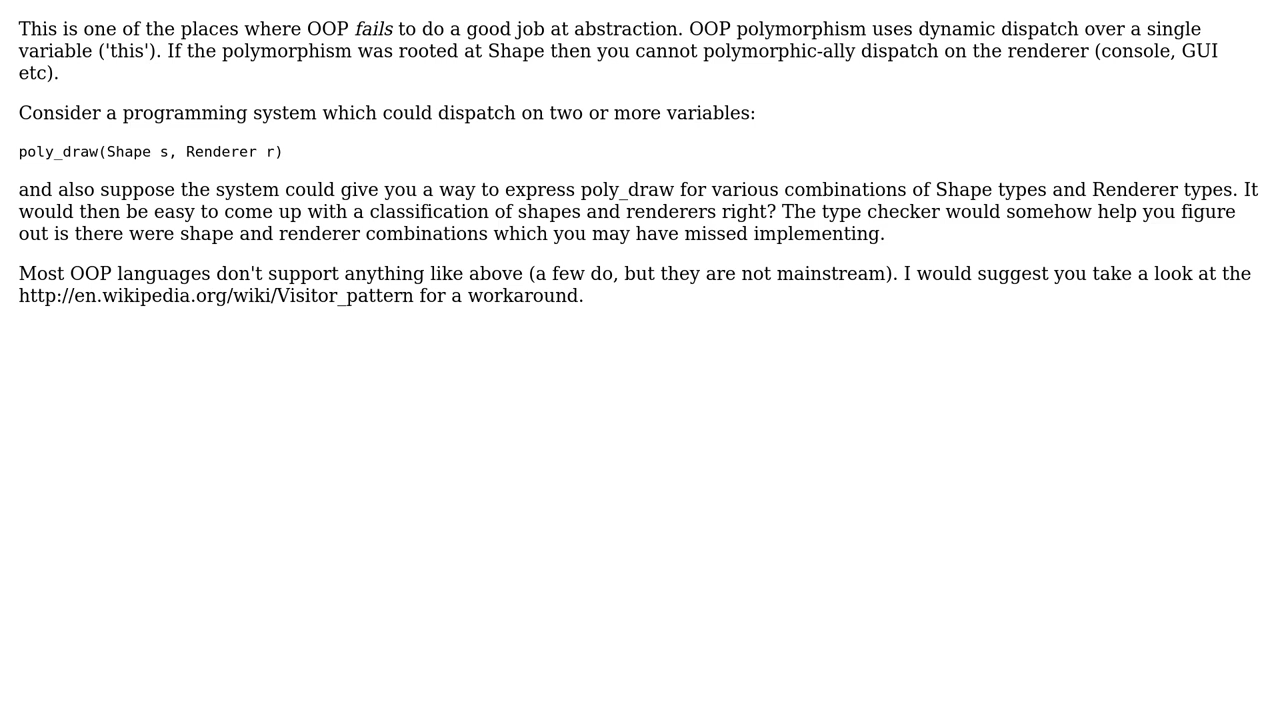 This is one of the places where OOP fails to do a good job at abstraction. OOP polymorphism uses dynamic dispatch over a single
variable ('this'). If the polymorphism was rooted at Shape then you cannot polymorphic-ally dispatch on the renderer (console, GUI
etc).
Consider a programming system which could dispatch on two or more variables:
poly_draw(Shape s, Renderer r)
and also suppose the system could give you a way to express poly_draw for various combinations of Shape types and Renderer types. It
would then be easy to come up with a classification of shapes and renderers right? The type checker would somehow help you figure
out is there were shape and renderer combinations which you may have missed implementing.
Most OOP languages don't support anything like above (a few do, but they are not mainstream). I would suggest you take a look at the
http://en.wikipedia.org/wiki/Visitor_pattern for a workaround.